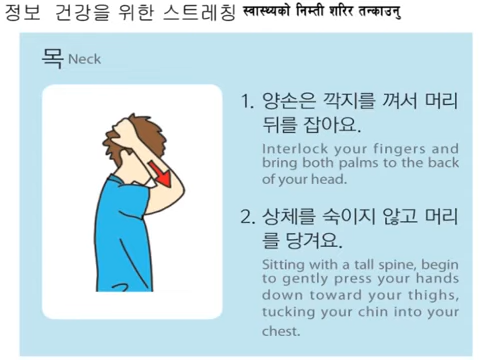 정보 건강을 위한 스트레칭 स्वास्थ्यको निम्ती शरिर तन्काउनु
목 Neck
1. 양손은 깍지를 껴서 머리
뒤를 잡아요.
Interlock your fingers and
bring both palms to the back
of your head.
2. 상체를 숙이지 않고 머리
를 당겨요.
Sitting with a tall spine, begin
to gently press your hands
down toward your thighs,
tucking your chin into your
chest.